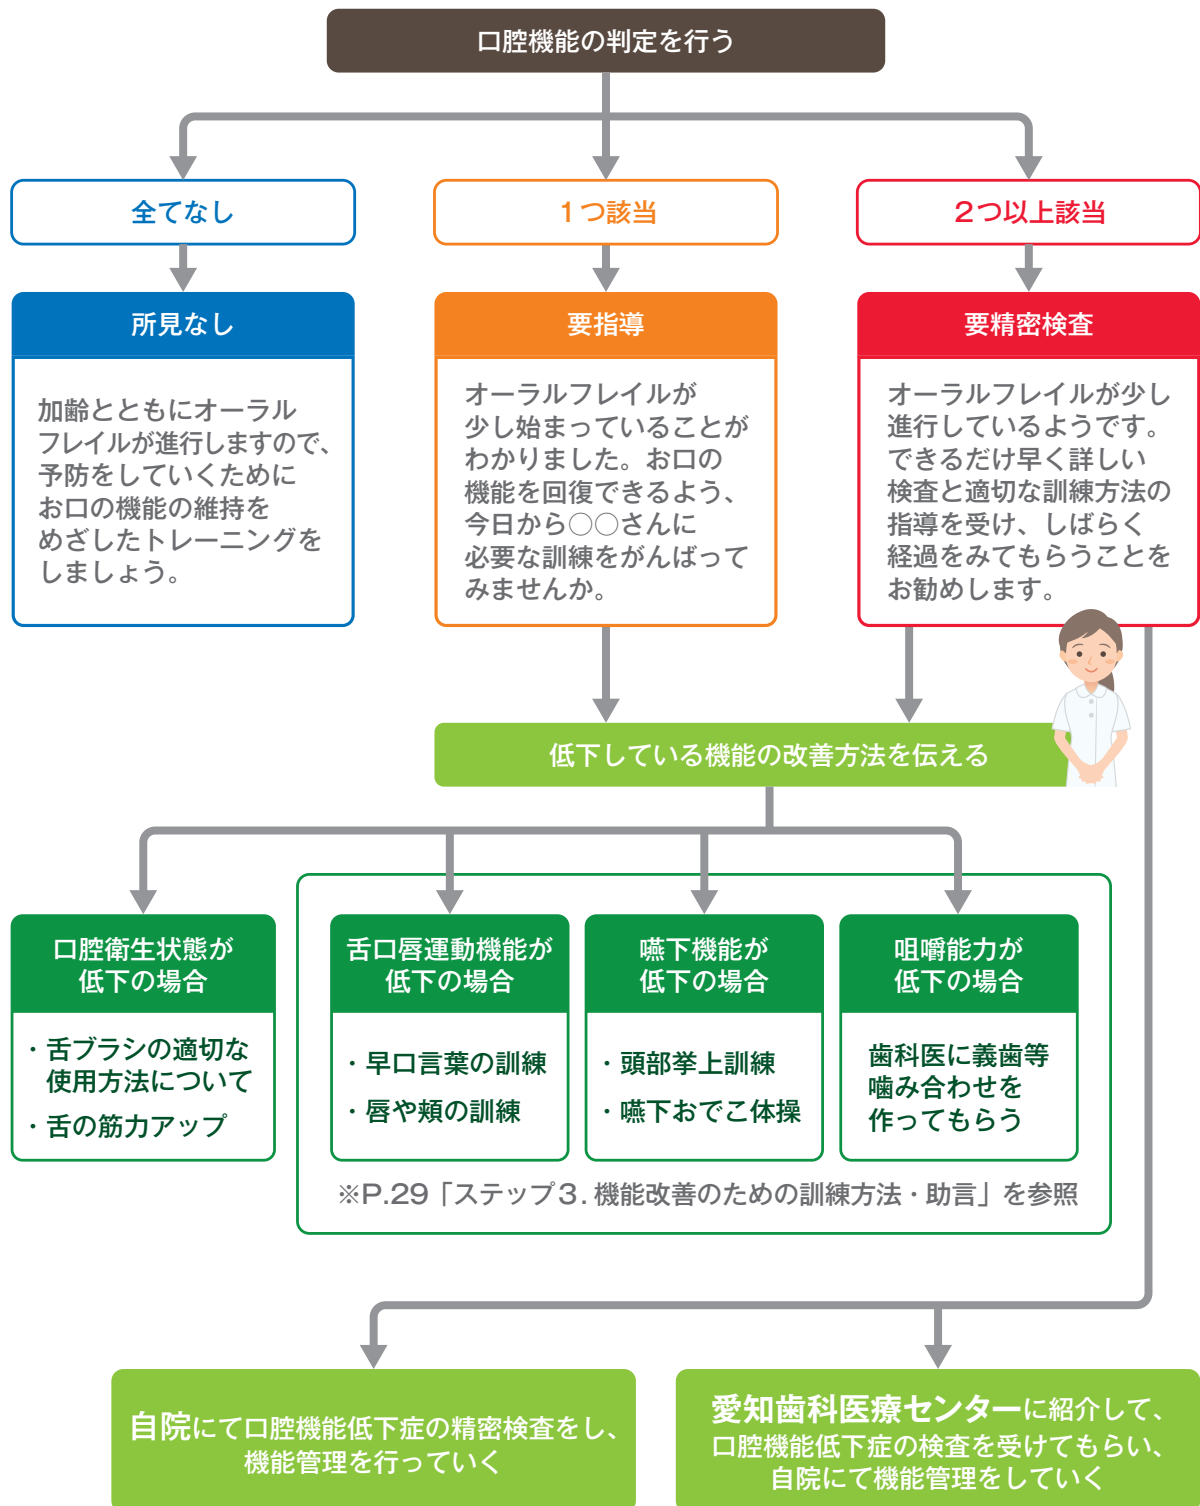 口腔機能の判定を行う
全てなし
1つ該当
2つ以上該当
所見なし
加齢とともにオーラル
フレイルが進行しますので、
予防をしていくために
お口の機能の維持を
めざしたトレーニングを
しましょう。
要指導
オーラルフレイルが
少し始まっていることが
わかりました。お口の
機能を回復できるよう、
今日から○○さんに
必要な訓練をがんばって
みませんか。
要精密検査
オーラルフレイルが少し
進行しているようです。
できるだけ早く詳しい
検査と適切な訓練方法の
指導を受け、しばらく
経過をみてもらうことを
お勧めします。
低下している機能の改善方法を伝える
口腔衛生状態が
低下の場合
・舌ブラシの適切な
使用方法について
・舌の筋力アップ
舌口唇運動機能が
低下の場合
・早口言葉の訓練
・唇や頬の訓練
嚥下機能が
低下の場合
・頭部挙上訓練
・嚥下おでこ体操
咀嚼能力が
低下の場合
歯科医に義歯等
噛み合わせを
作ってもらう
※P.29「ステップ3. 機能改善のための訓練方法・助言」を参照
自院にて口腔機能低下症の精密検査をし、
機能管理を行っていく
愛知歯科医療センターに紹介して、
口腔機能低下症の検査を受けてもらい、
自院にて機能管理をしていく